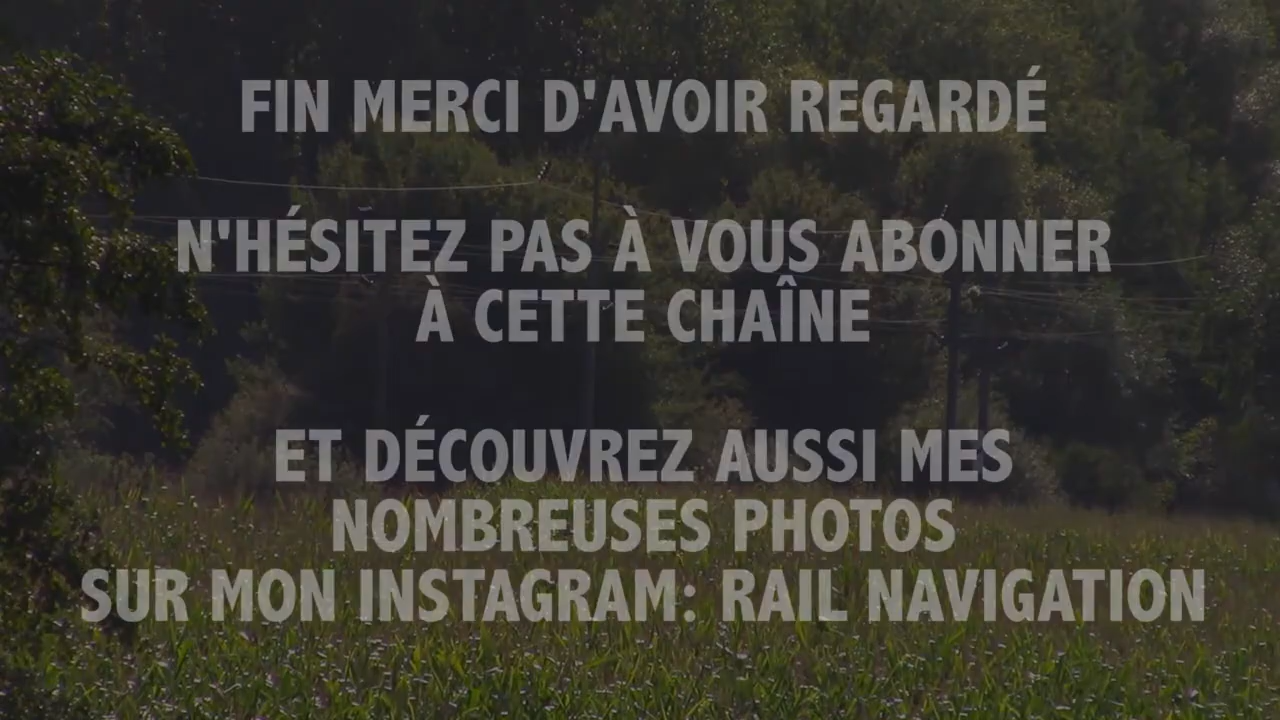 FIN MERCI D'AVOIR REGARDÉ
N'HÉSITEZ PAS À VOUS ABONNER
À CETTE CHAÎNE
ET DÉCOUVREZ AUSSI MES
NOMBREUSES PHOTOS
SUR MON INSTAGRAM: RAIL NAVIGATION